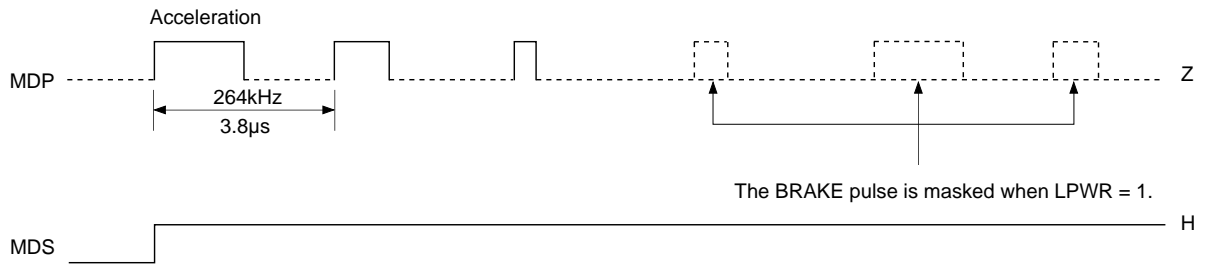 Acceleration
MDP
Z
264kHz
3.8µs
The BRAKE pulse is masked when LPWR = 1.
H
MDS